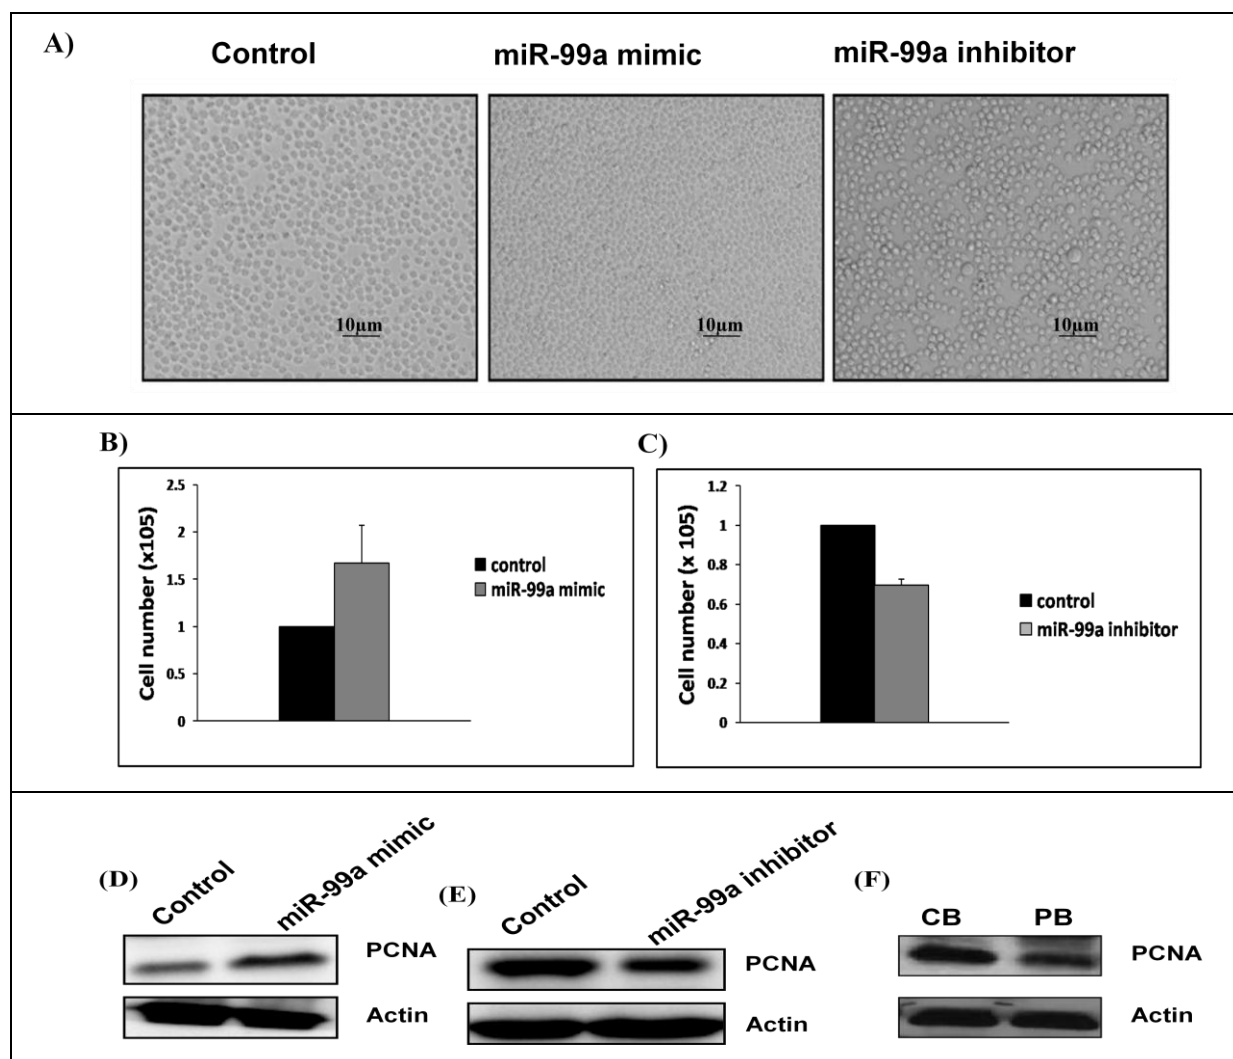 A)
Control
miR-99a mimic
miR-99a inhibitor
10µm
10µm
10µm
B)
2.5
2
1.5
1
0.5
0
Cell number (x105)
control
miR-99a mimic
C)
1.2
1
0.8
0.6
0.4
0.2
0
Cell number (x 105)
control
miR-99a inhibitor
(D)
Control
miR-99a mimic
PCNA
Actin
(E)
Control
miR-99a inhibitor
PCNA
Actin
(F)
CB
PB
PCNA
Actin